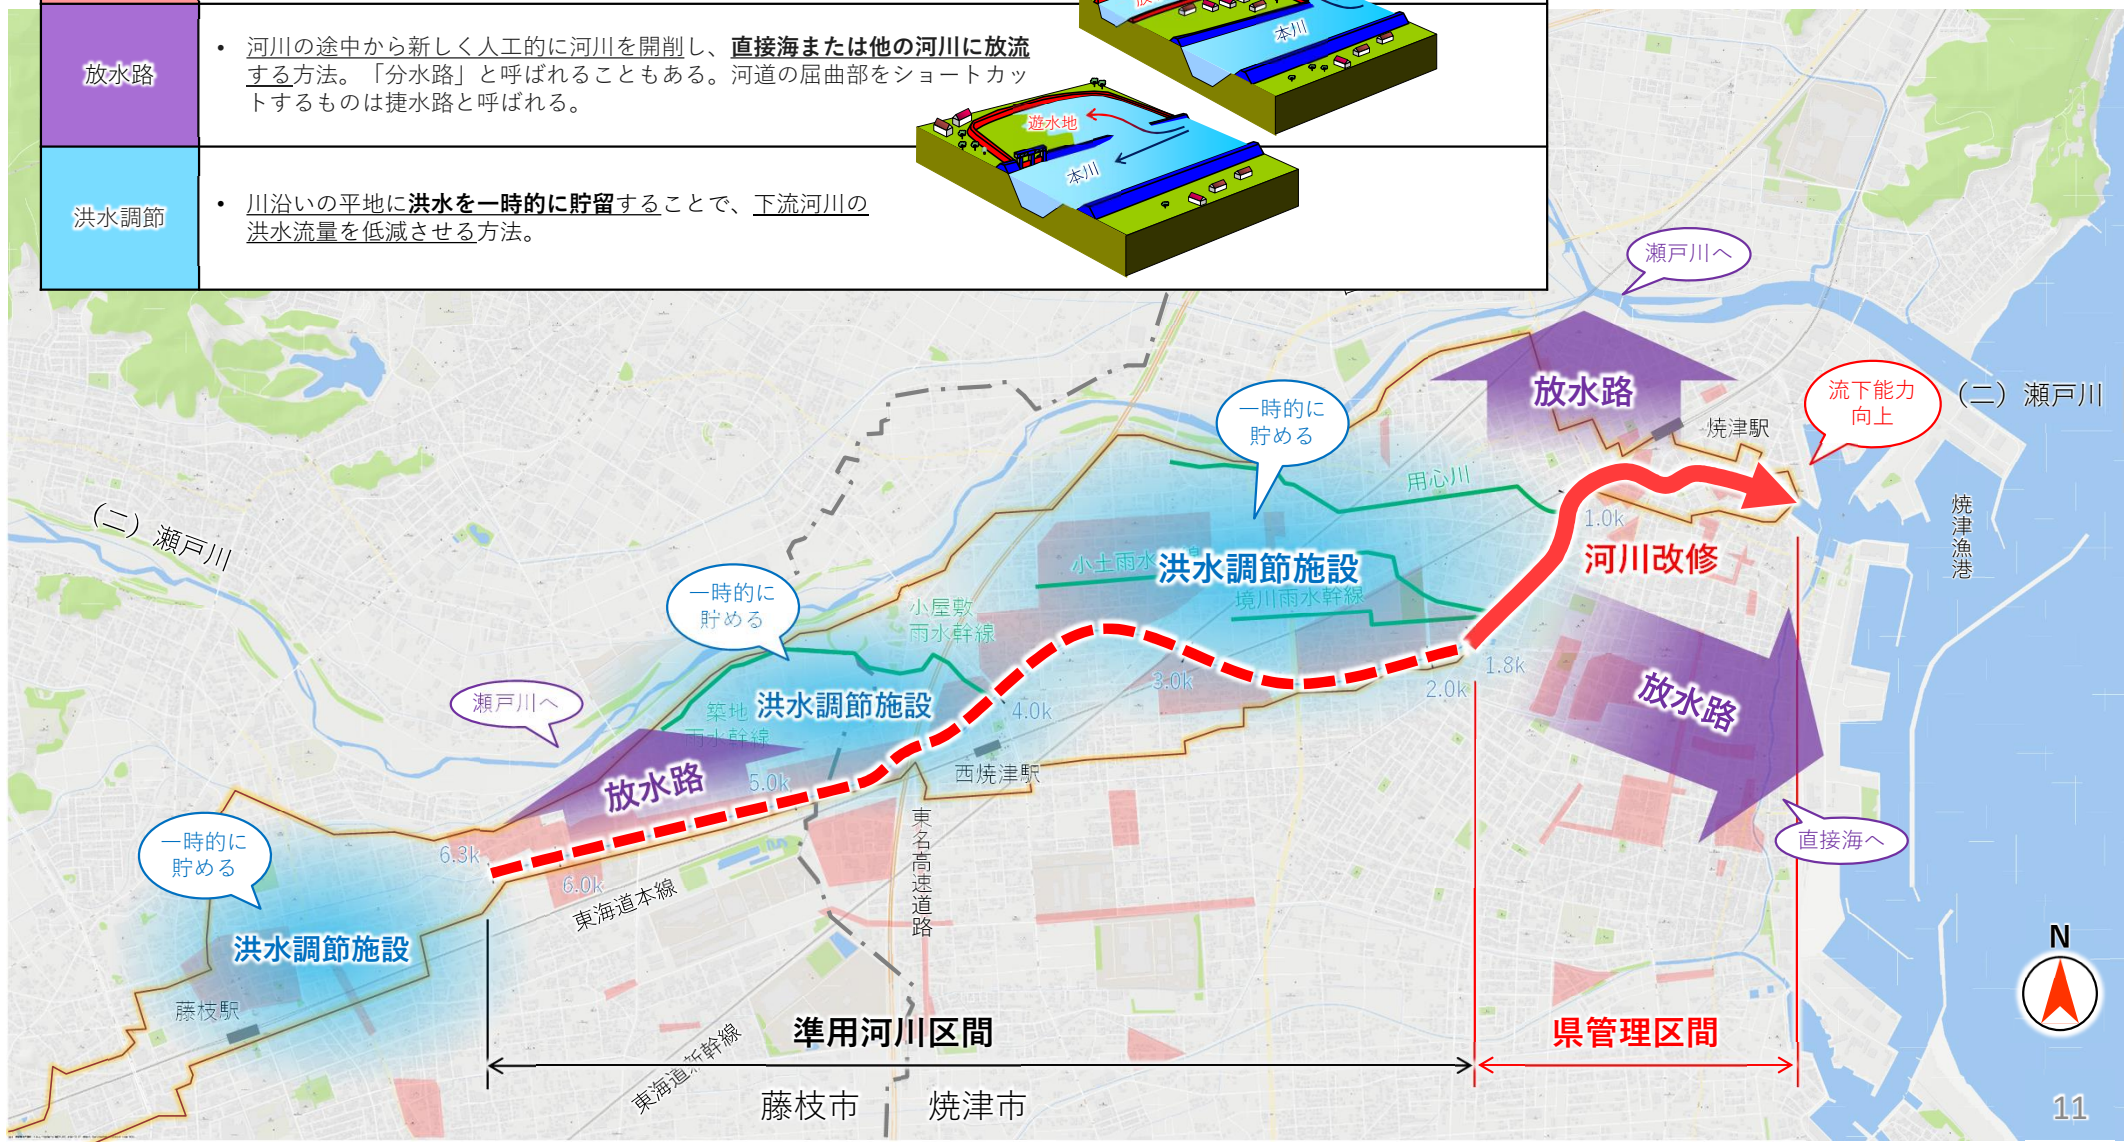 放水路
• 河川の途中から新しく人工的に河川を開削し、直接海または他の河川に放流
する方法。「分水路」と呼ばれることもある。河道の屈曲部をショートカッ
トするものは捷水路と呼ばれる。
本川
遊水地
本川
洪水調節
• 川沿いの平地に洪水を一時的に貯留することで、下流河川の
洪水流量を低減させる方法。
瀬戸川へ
放水路
流下能力
向上
(二) 瀬戸川
焼津駅
一時的に
貯める
用心川
1.0k
焼津漁港
(二) 瀬戸川
小土雨水
洪水調節施設
河川改修
境川雨水幹線
一時的に
貯める
小屋敷
雨水幹線
1.8k
2.0k
3.0k
放水路
瀬戸川へ
築地
雨水幹線
洪水調節施設
4.0k
西焼津駅
放水路
5.0k
東名高速道路
直接海へ
一時的に
貯める
6.3k
6.0k
東海道本線
洪水調節施設
藤枝駅
N
準用河川区間
県管理区間
東海道新幹線
藤枝市
焼津市
11